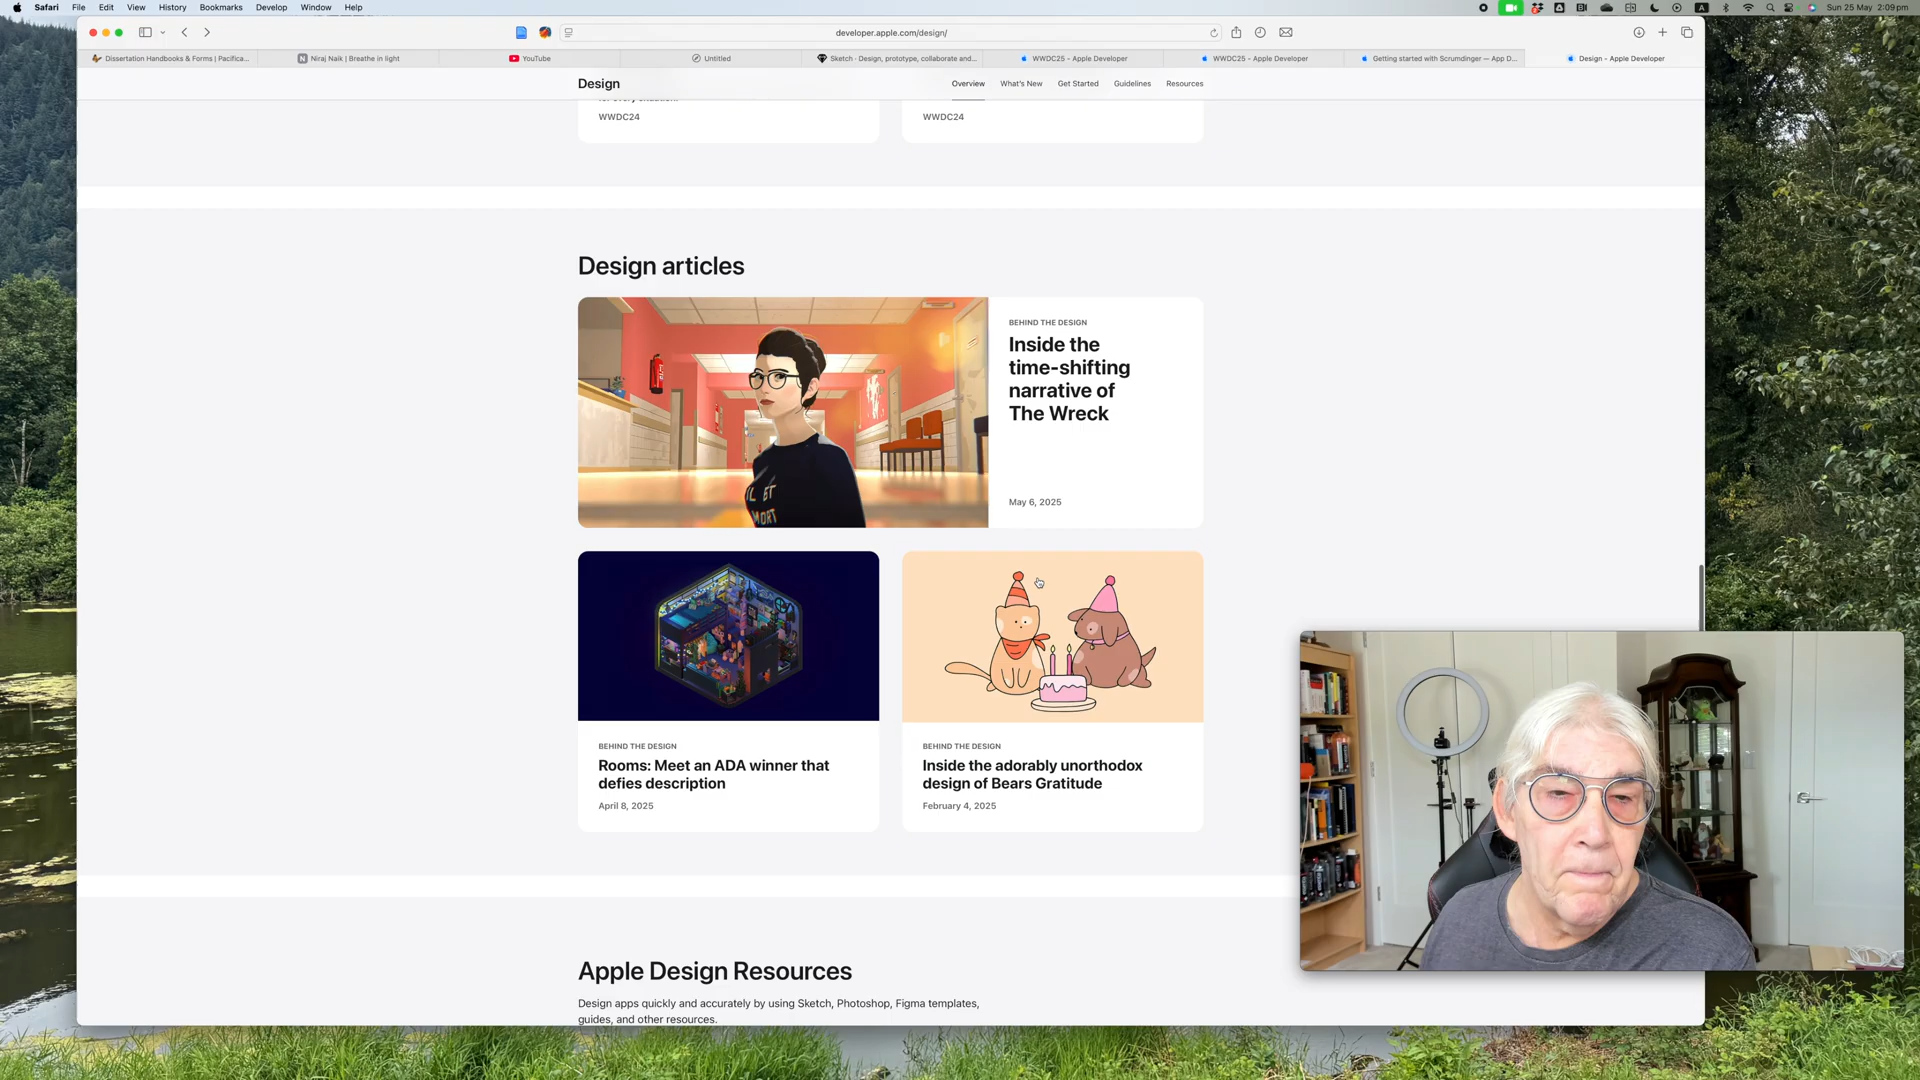 Safari File Edit View History Bookmarks Develop Window Help
A
Sun 25 May 2:09 pm
developer.apple.com/design/
Dissertation Handbooks & Forms | Pacifica...
N Niraj Naik | Breathe in light
YouTube
Untitled
Sketch · Design, prototype, collaborate and...
WWDC25 - Apple Developer
WWDC25 - Apple Developer
Getting started with Scrumdinger — App D...
Design - Apple Developer
Design
Overview What's New Get Started Guidelines Resources
WWDC24
WWDC24
Design articles
BEHIND THE DESIGN
Inside the
time-shifting
narrative of
The Wreck
May 6, 2025
BEHIND THE DESIGN
Rooms: Meet an ADA winner that
defies description
April 8, 2025
BEHIND THE DESIGN
Inside the adorably unorthodox
design of Bears Gratitude
February 4, 2025
Apple Design Resources
Design apps quickly and accurately by using Sketch, Photoshop, Figma templates,
guides, and other resources.